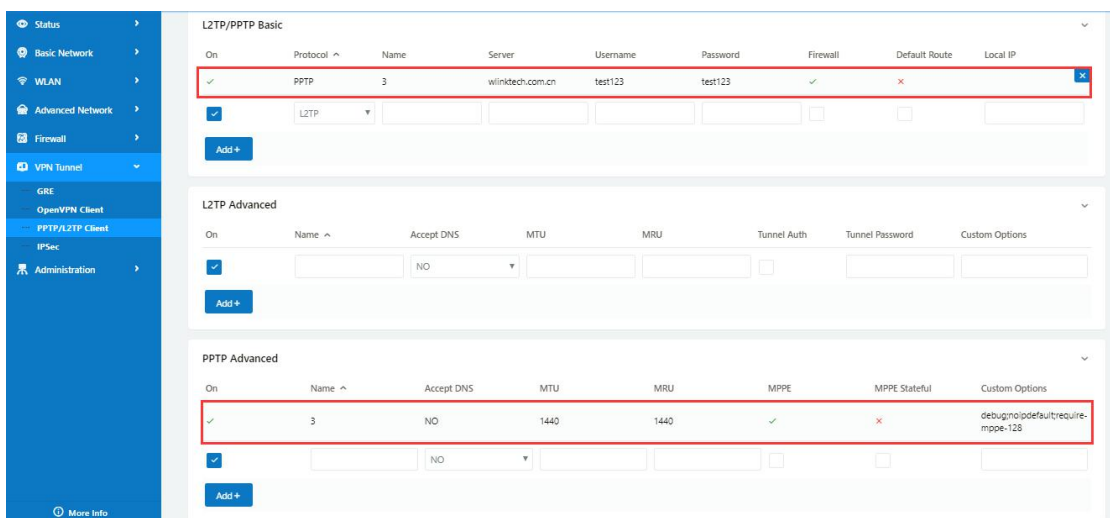 Status
Basic Network
WLAN
Advanced Network
Firewall
VPN Tunnel
GRE
OpenVPN Client
PPTP/L2TP Client
IPSec
Administration
More Info
L2TP/PPTP Basic
On Protocol Name Server Username Password Firewall Default Route Local IP
PPTP 3 wlinktech.com.cn test123 test123
L2TP
Add+
L2TP Advanced
On Name Accept DNS MTU MRU Tunnel Auth Tunnel Password Custom Options
NO
Add+
PPTP Advanced
On Name Accept DNS MTU MRU MPPE MPPE Stateful Custom Options
3 NO 1440 1440 debug;noipdefault;require-
mppe-128
NO
Add+